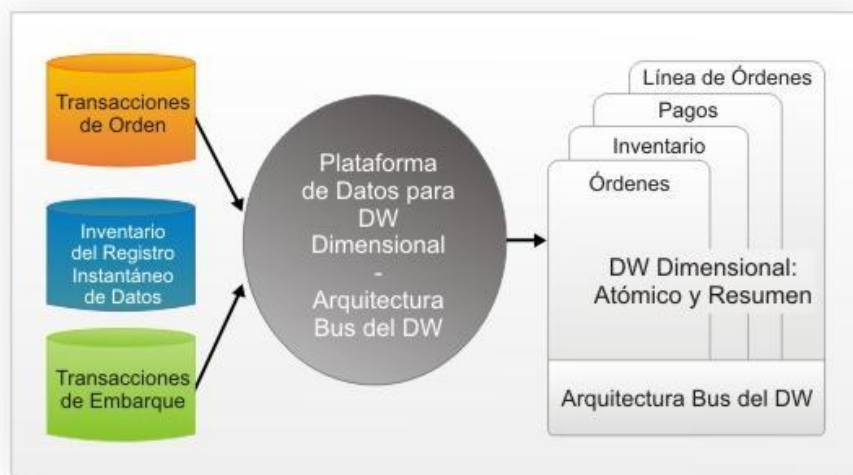 Transacciones
de Orden
Inventario
del Registro
Instantáneo
de Datos
Transacciones
de Embarque
Plataforma
de Datos para
DW
Dimensional
-
Arquitectura
Bus del DW
Línea de Órdenes
Pagos
Inventario
Órdenes
DW Dimensional:
Atómico y Resumen
Arquitectura Bus del DW